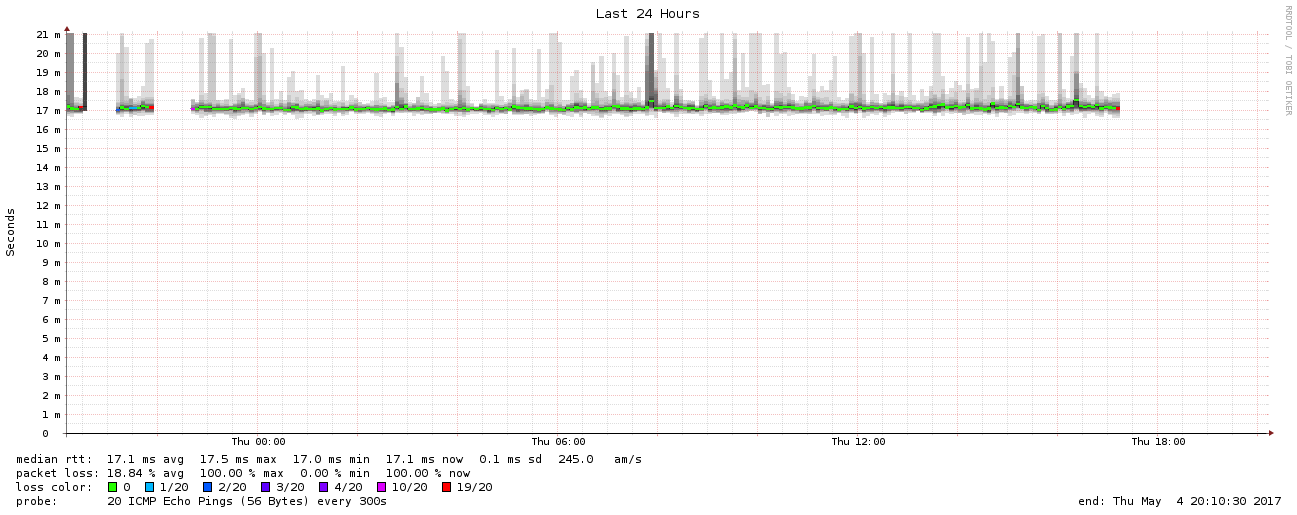 Last 24 Hours
RRDTOOL / TOBI OETIKER
21 m
20 m
19 m
18 m
17 m
16 m
15 m
14 m
13 m
12 m
11 m
10 m
9 m
8 m
7 m
6 m
5 m
4 m
3 m
2 m
1 m
0
Seconds
Thu 00:00 Thu 06:00 Thu 12:00 Thu 18:00
median rtt: 17.1 ms avg 17.5 ms max 17.0 ms min 17.1 ms now 0.1 ms sd 245.0 am/s
packet loss: 18.84 % avg 100.00 % max 0.00 % min 100.00 % now
loss color: 0 1/20 2/20 3/20 4/20 10/20 19/20
probe: 20 ICMP Echo Pings (56 Bytes) every 300s end: Thu May 4 20:10:30 2017